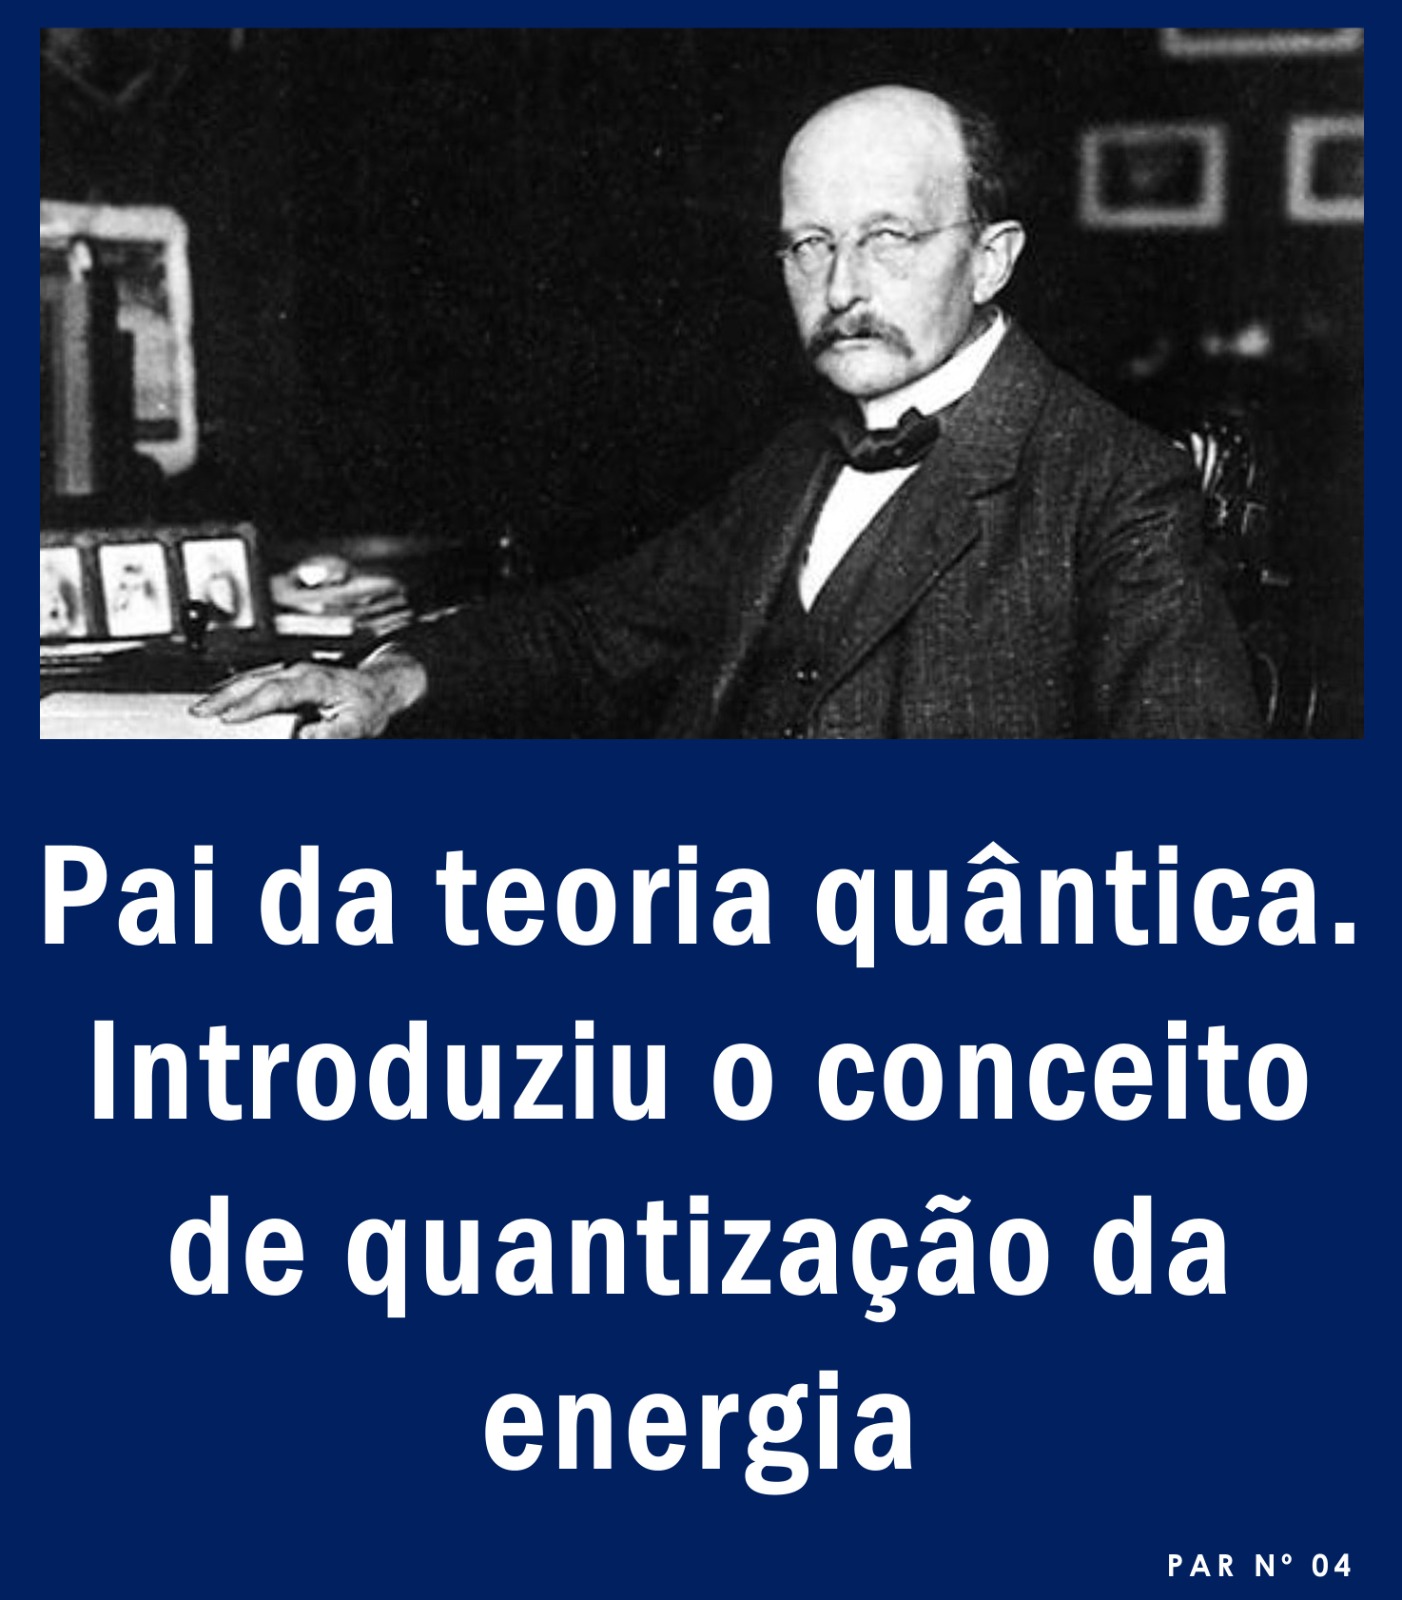 Pai da teoria quântica.
Introduziu o conceito
de quantização da
energia
PAR Nº 04